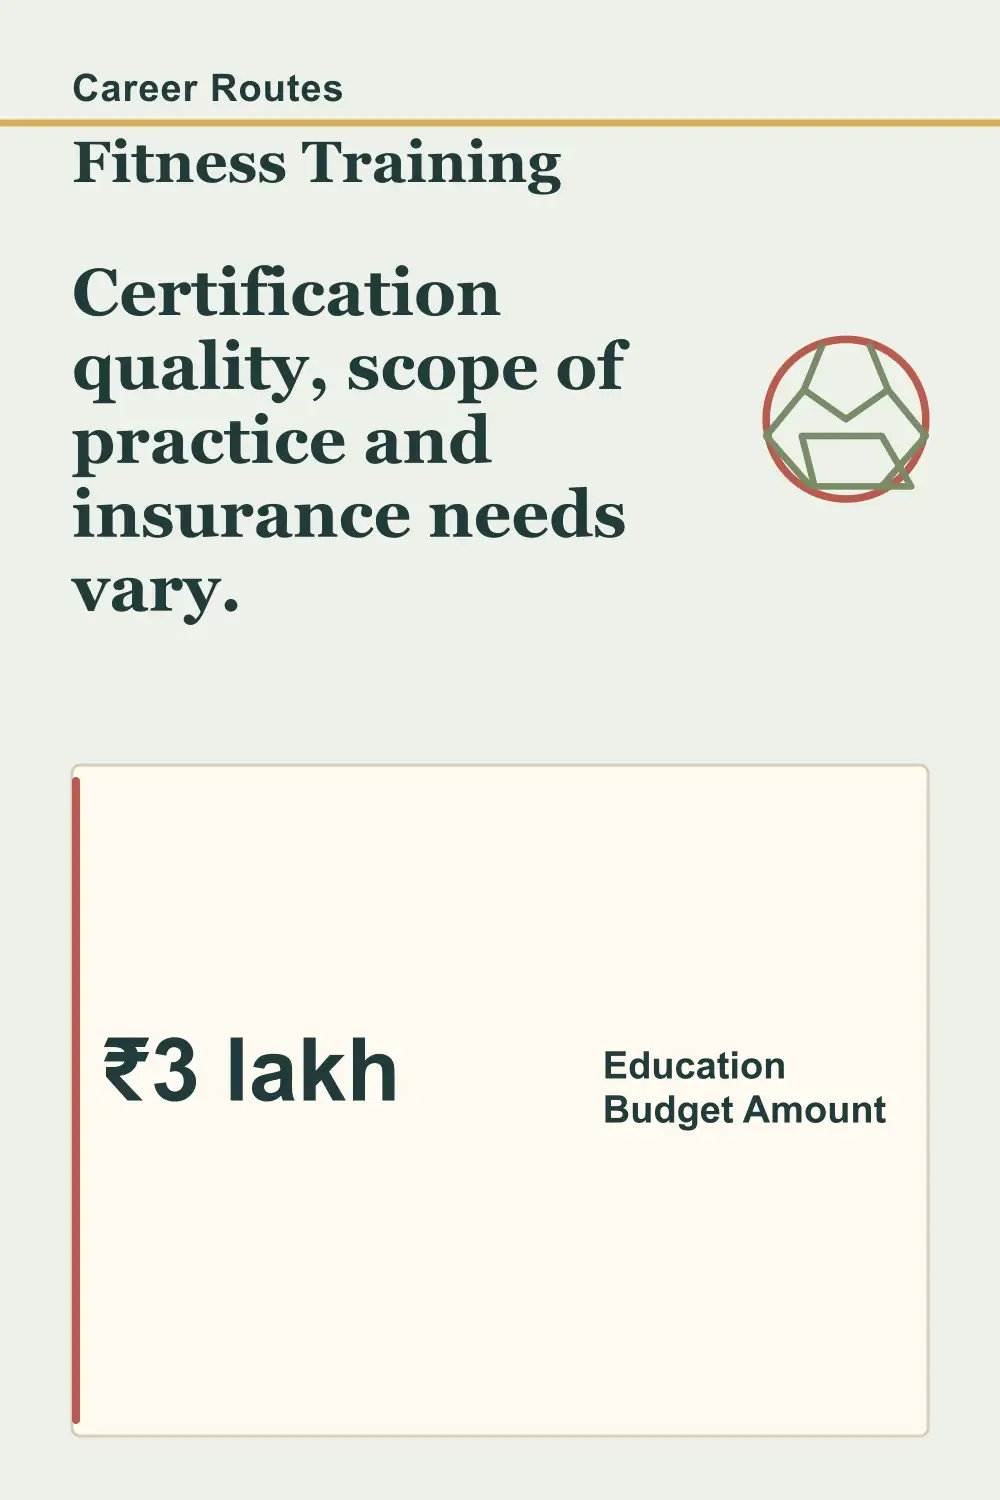 Career Routes
Fitness Training
Certification
quality, scope of
practice and
insurance needs
vary.
₹3 lakh
Education
Budget Amount